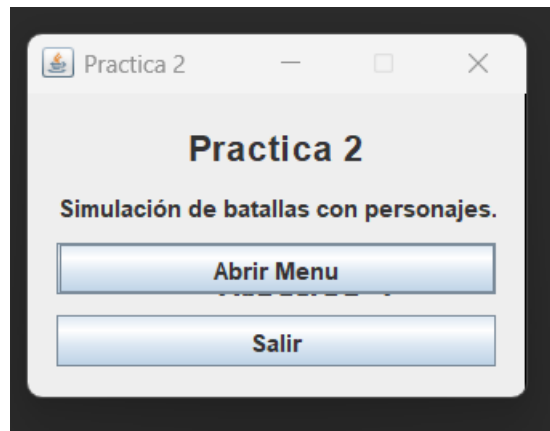 Practica 2
Practica 2
Simulación de batallas con personajes.
Abrir Menu
Salir